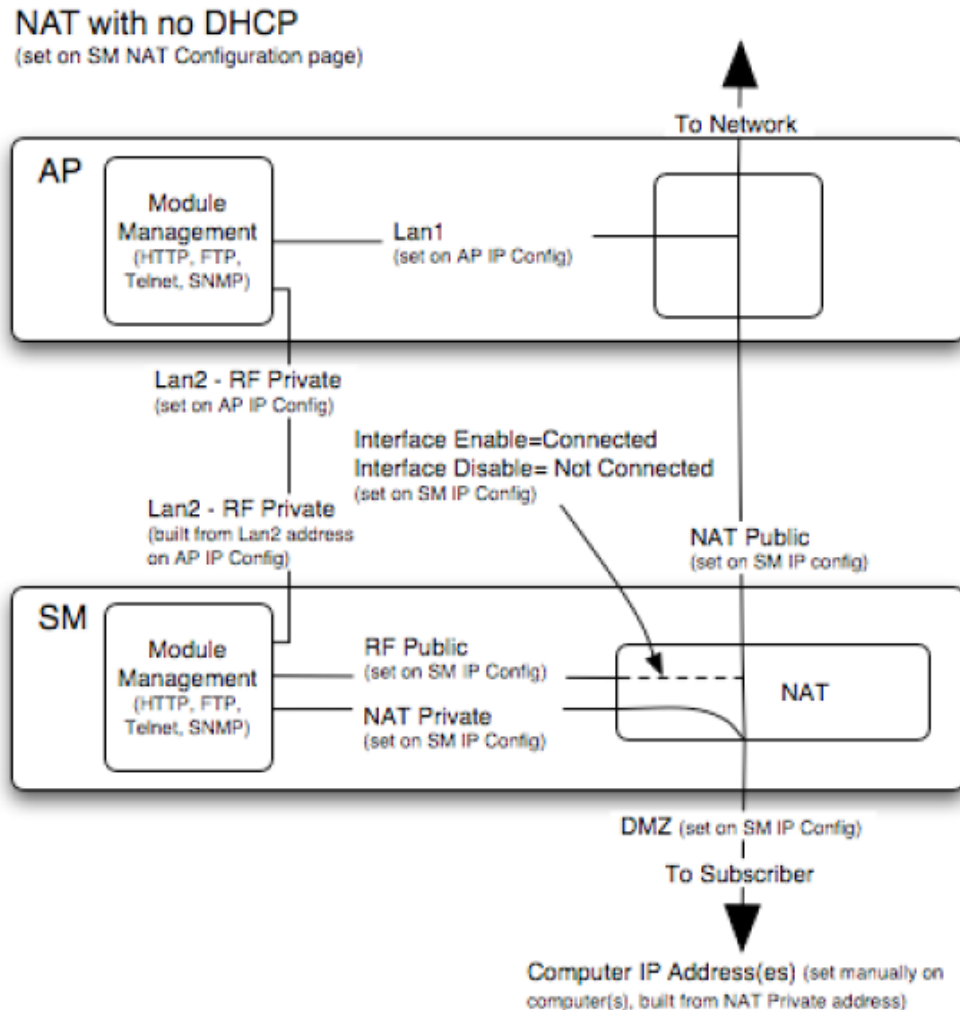 NAT with no DHCP
(set on SM NAT Configuration page)
To Network
AP
Module
Management
(HTTP, FTP,
Telnet, SNMP)
Lan1
(set on AP IP Config)
Lan2 - RF Private
(set on AP IP Config)
Interface Enable=Connected
Interface Disable= Not Connected
(set on SM IP Config)
Lan2 - RF Private
(built from Lan2 address
on AP IP Config)
NAT Public
(set on SM IP config)
SM
Module
Management
(HTTP, FTP,
Telnet, SNMP)
RF Public
(set on SM IP Config)
NAT Private
(set on SM IP Config)
NAT
DMZ (set on SM IP Config)
To Subscriber
Computer IP Address(es) (set manually on
computer(s), built from NAT Private address)